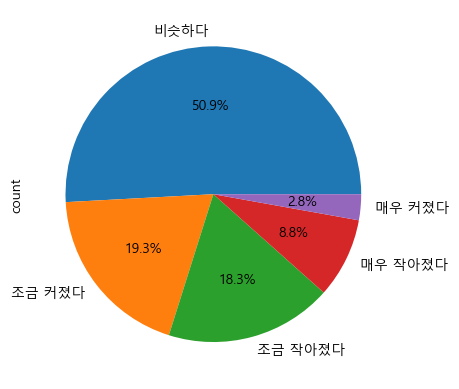 비슷하다
50.9%
count
2.8%
매우 커졌다
8.8%
19.3%
매우 작아졌다
18.3%
조금 커졌다
조금 작아졌다